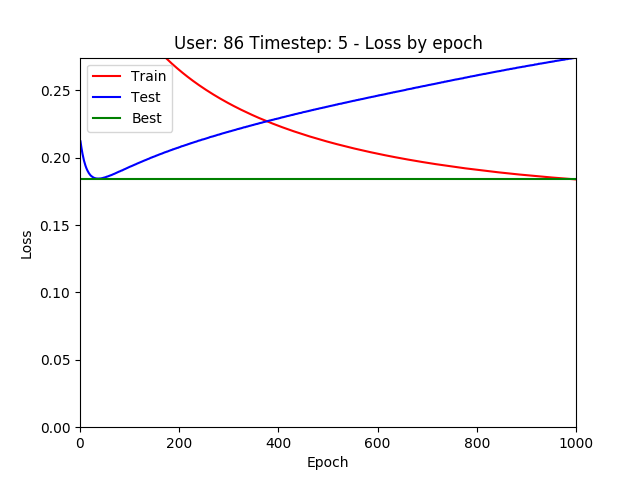 User: 86 Timestep: 5 - Loss by epoch
Train
Test
Best
0.25
0.20
0.15
0.10
0.05
0.00
Loss
0 200 400 600 800 1000
Epoch